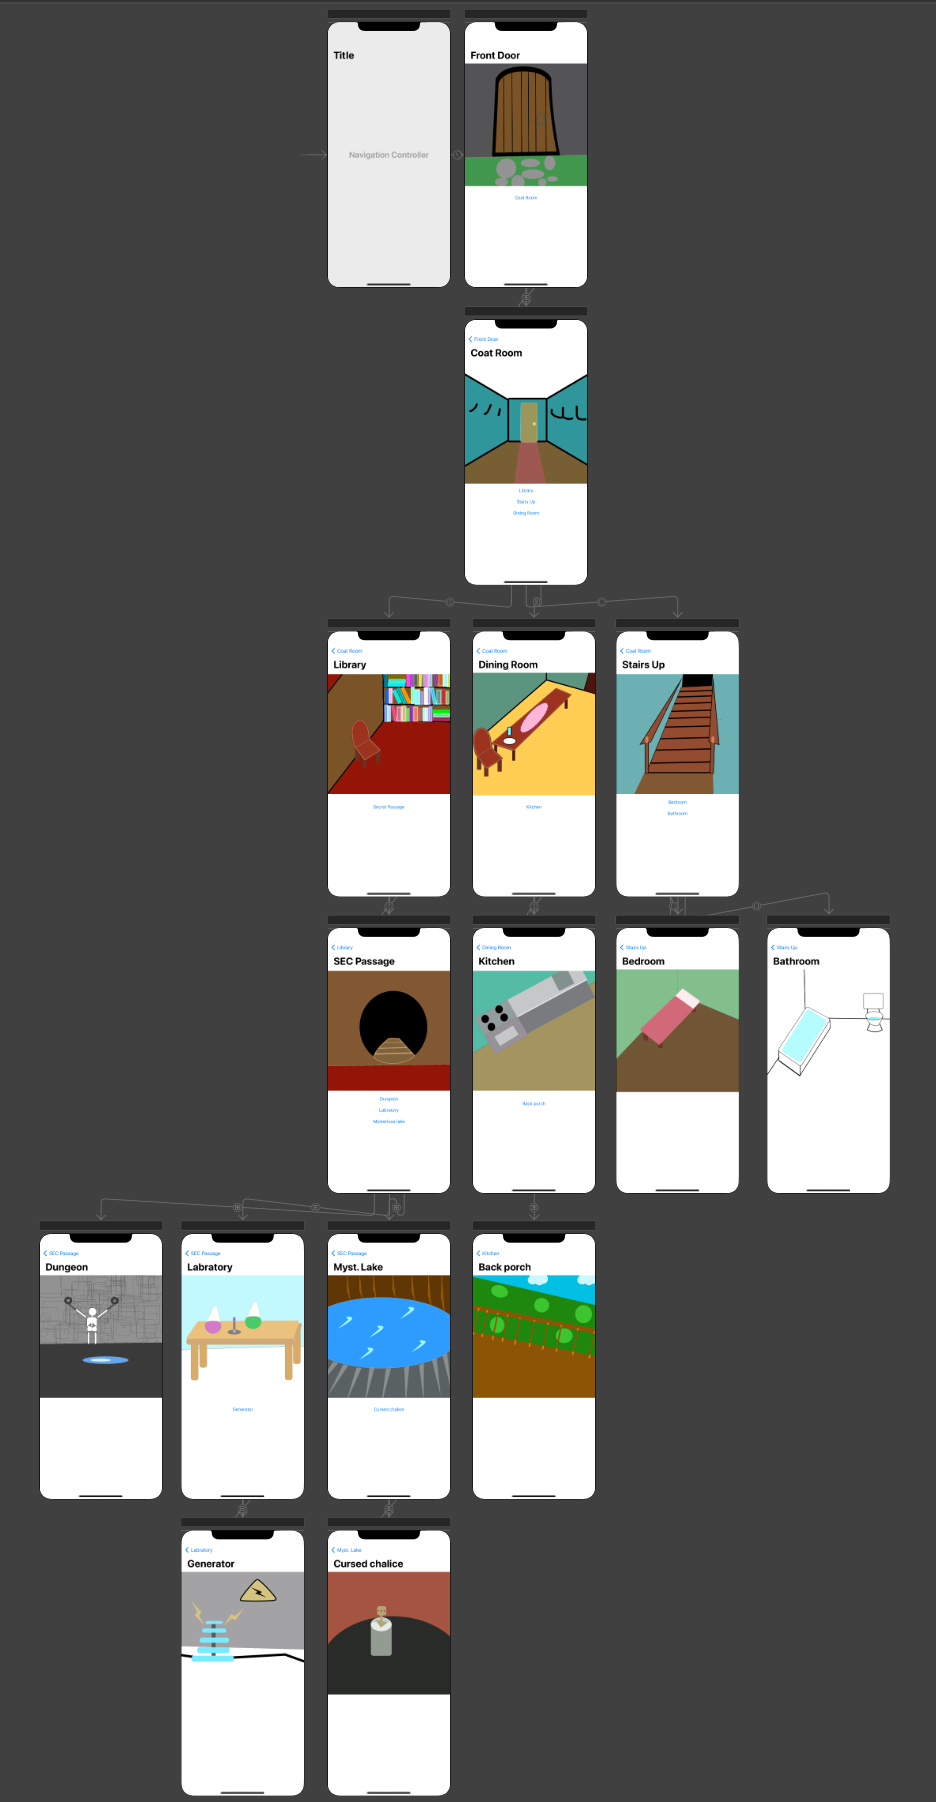 Title
Navigation Controller
Front Door
Coat Room
Front Door
Coat Room
Library
Stairs Up
Dining Room
Coat Room
Library
Secret Passage
Coat Room
Dining Room
Kitchen
Coat Room
Stairs Up
Bedroom
Bathroom
Library
SEC Passage
Dungeon
Labratory
Mysterious lake
Dining Room
Kitchen
Back porch
Stairs Up
Bedroom
Stairs Up
Bathroom
SEC Passage
Dungeon
SEC Passage
Labratory
Generator
SEC Passage
Myst. Lake
Cursed chalice
Kitchen
Back porch
Labratory
Generator
Myst. Lake
Cursed chalice